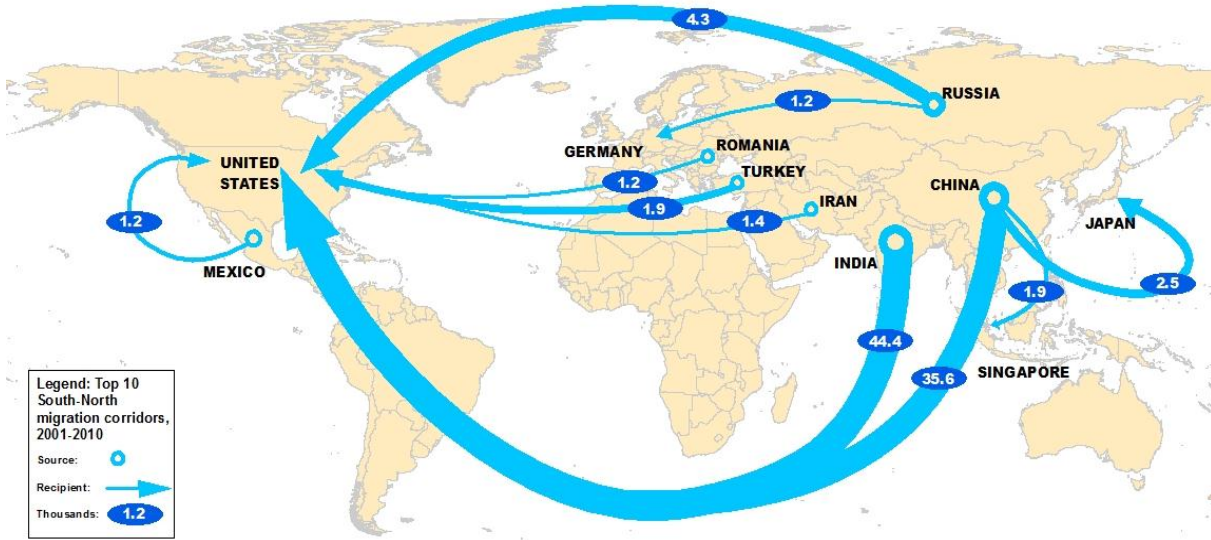 4.3
RUSSIA
1.2
GERMANY
ROMANIA
1.2
TURKEY
1.9
IRAN
1.4
UNITED
STATES
1.2
MEXICO
CHINA
JAPAN
INDIA
2.5
1.9
44.4
35.6
SINGAPORE
Legend: Top 10
South-North
migration corridors,
2001-2010
Source:
Recipient:
Thousands: 1.2